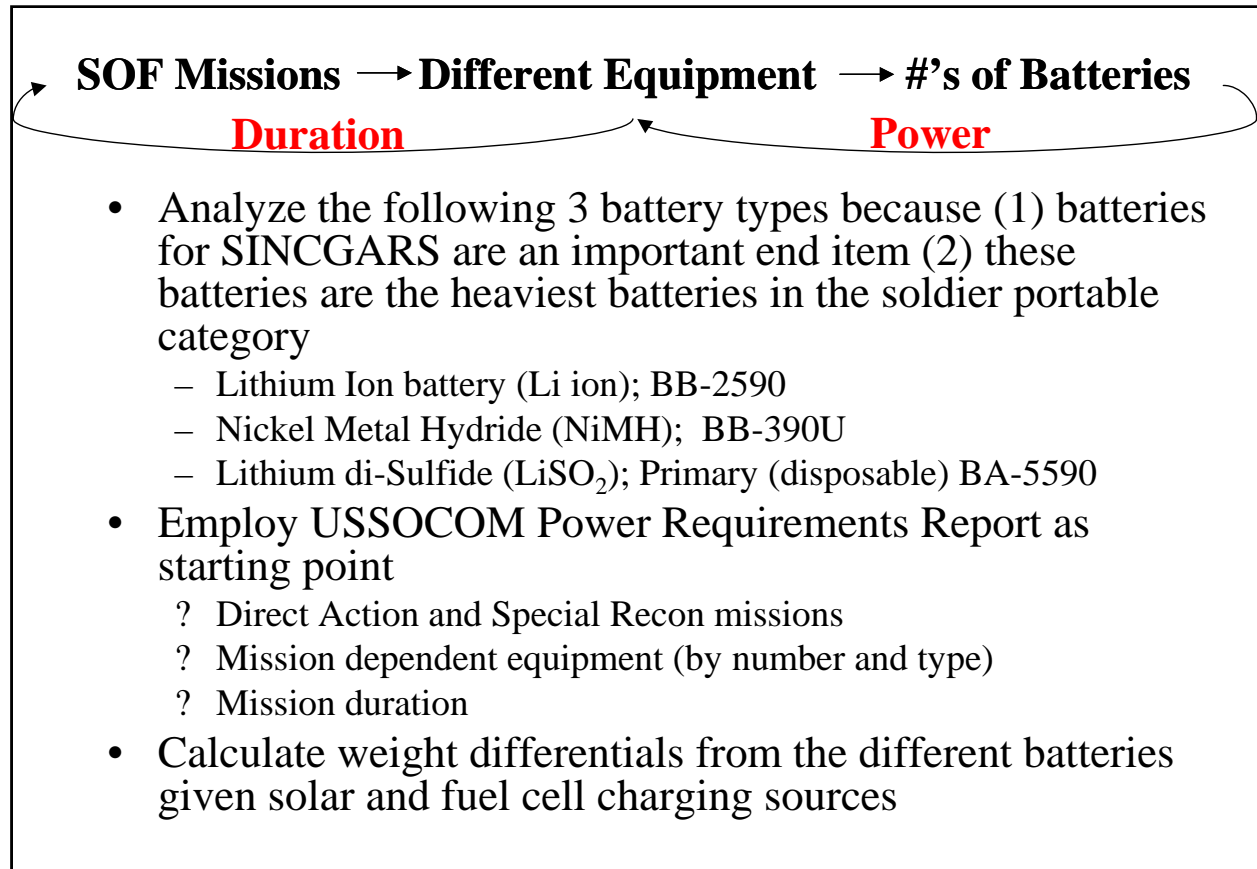 SOF Missions → Different Equipment → #'s of Batteries
Duration Power
• Analyze the following 3 battery types because (1) batteries
for SINCGARS are an important end item (2) these
batteries are the heaviest batteries in the soldier portable
category
– Lithium Ion battery (Li ion); BB-2590
– Nickel Metal Hydride (NiMH); BB-390U
– Lithium di-Sulfide (LiSO₂); Primary (disposable) BA-5590
• Employ USSOCOM Power Requirements Report as
starting point
? Direct Action and Special Recon missions
? Mission dependent equipment (by number and type)
? Mission duration
• Calculate weight differentials from the different batteries
given solar and fuel cell charging sources